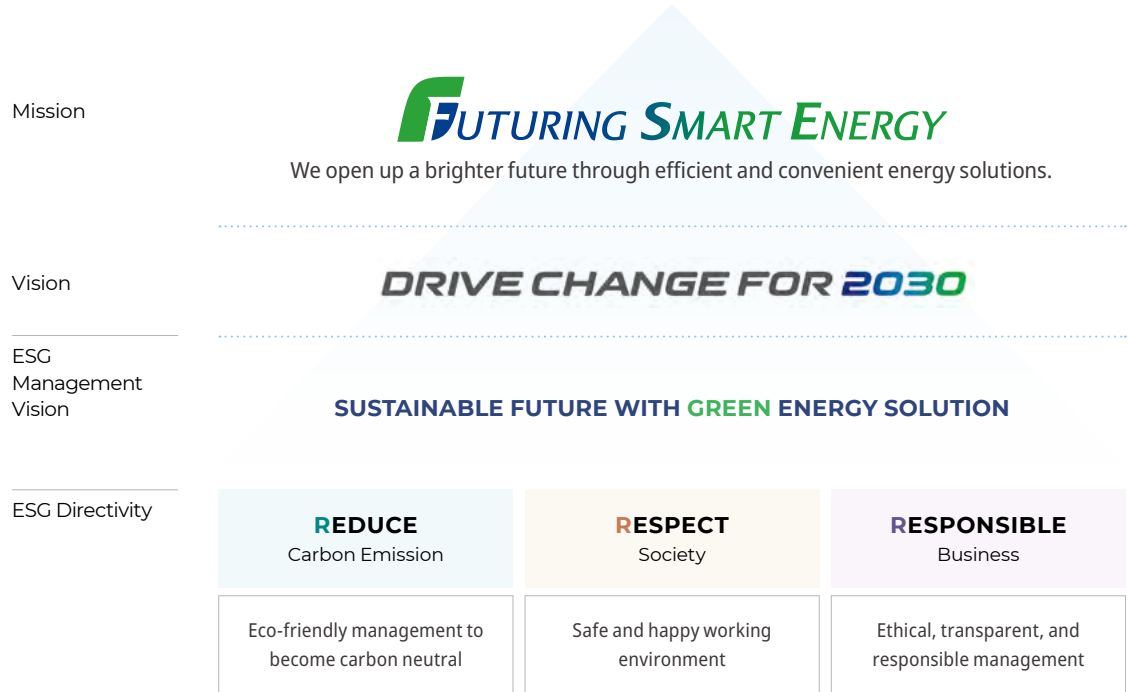 Mission
FUTURING SMART ENERGY
We open up a brighter future through efficient and convenient energy solutions.
Vision
DRIVE CHANGE FOR 2030
ESG
Management
Vision
SUSTAINABLE FUTURE WITH GREEN ENERGY SOLUTION
ESG Directivity
REDUCE
Carbon Emission
RESPECT
Society
RESPONSIBLE
Business
Eco-friendly management to
become carbon neutral
Safe and happy working
environment
Ethical, transparent, and
responsible management